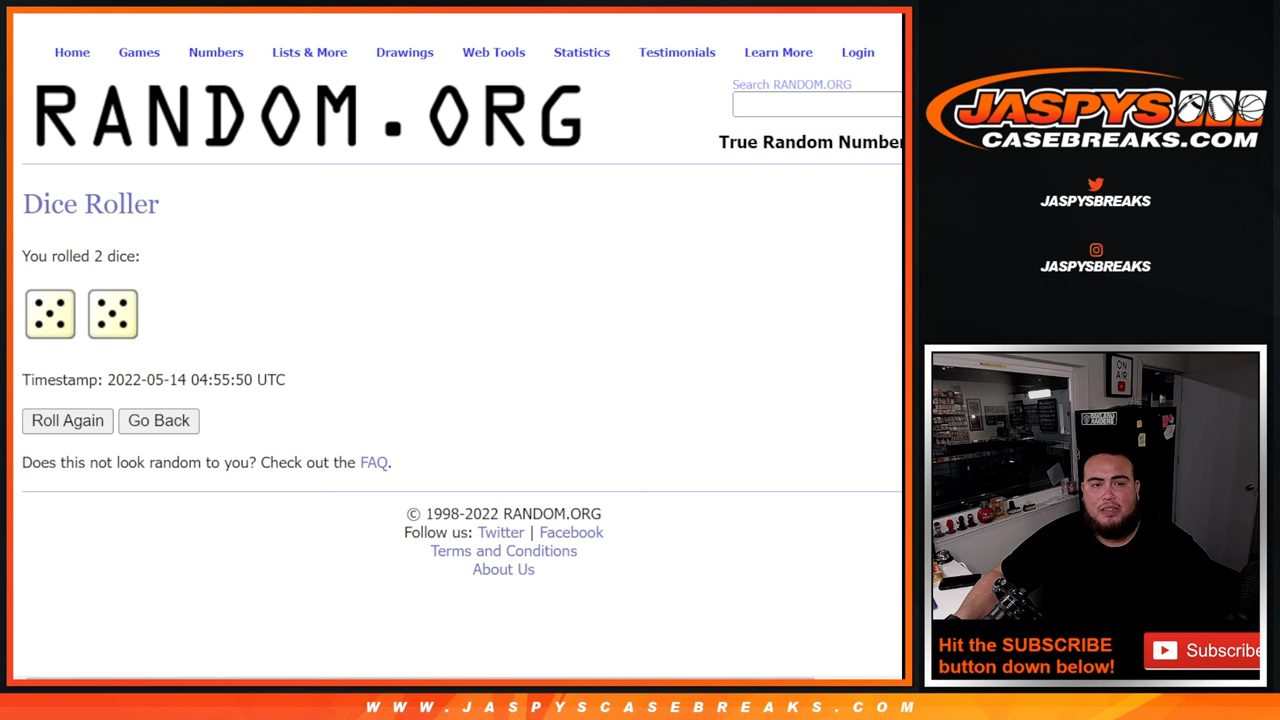 Home Games Numbers Lists & More Drawings Web Tools Statistics Testimonials Learn More Login
Search RANDOM.ORG
RANDOM.ORG
True Random Number
Dice Roller
You rolled 2 dice:
Timestamp: 2022-05-14 04:55:50 UTC
Roll Again Go Back
Does this not look random to you? Check out the FAQ.
© 1998-2022 RANDOM.ORG
Follow us: Twitter | Facebook
Terms and Conditions
About Us
JASPYS
CASEBREAKS.COM
JASPYSBREAKS
JASPYSBREAKS
ON
AIR
Hit the SUBSCRIBE
button down below!
Subscribe
WWW.JASPYSCASEBREAKS.COM